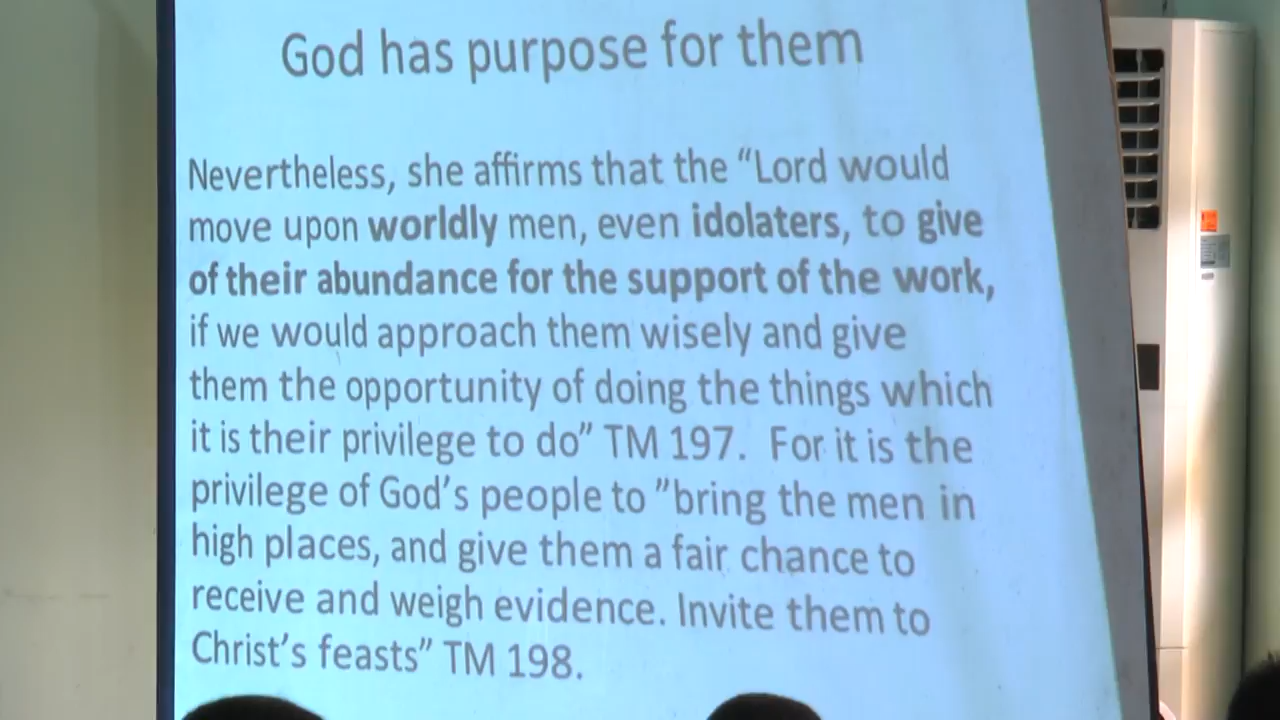 God has purpose for them
Nevertheless, she affirms that the “Lord would
move upon worldly men, even idolaters, to give
of their abundance for the support of the work,
if we would approach them wisely and give
them the opportunity of doing the things which
it is their privilege to do” TM 197. For it is the
privilege of God’s people to ”bring the men in
high places, and give them a fair chance to
receive and weigh evidence. Invite them to
Christ’s feasts” TM 198.